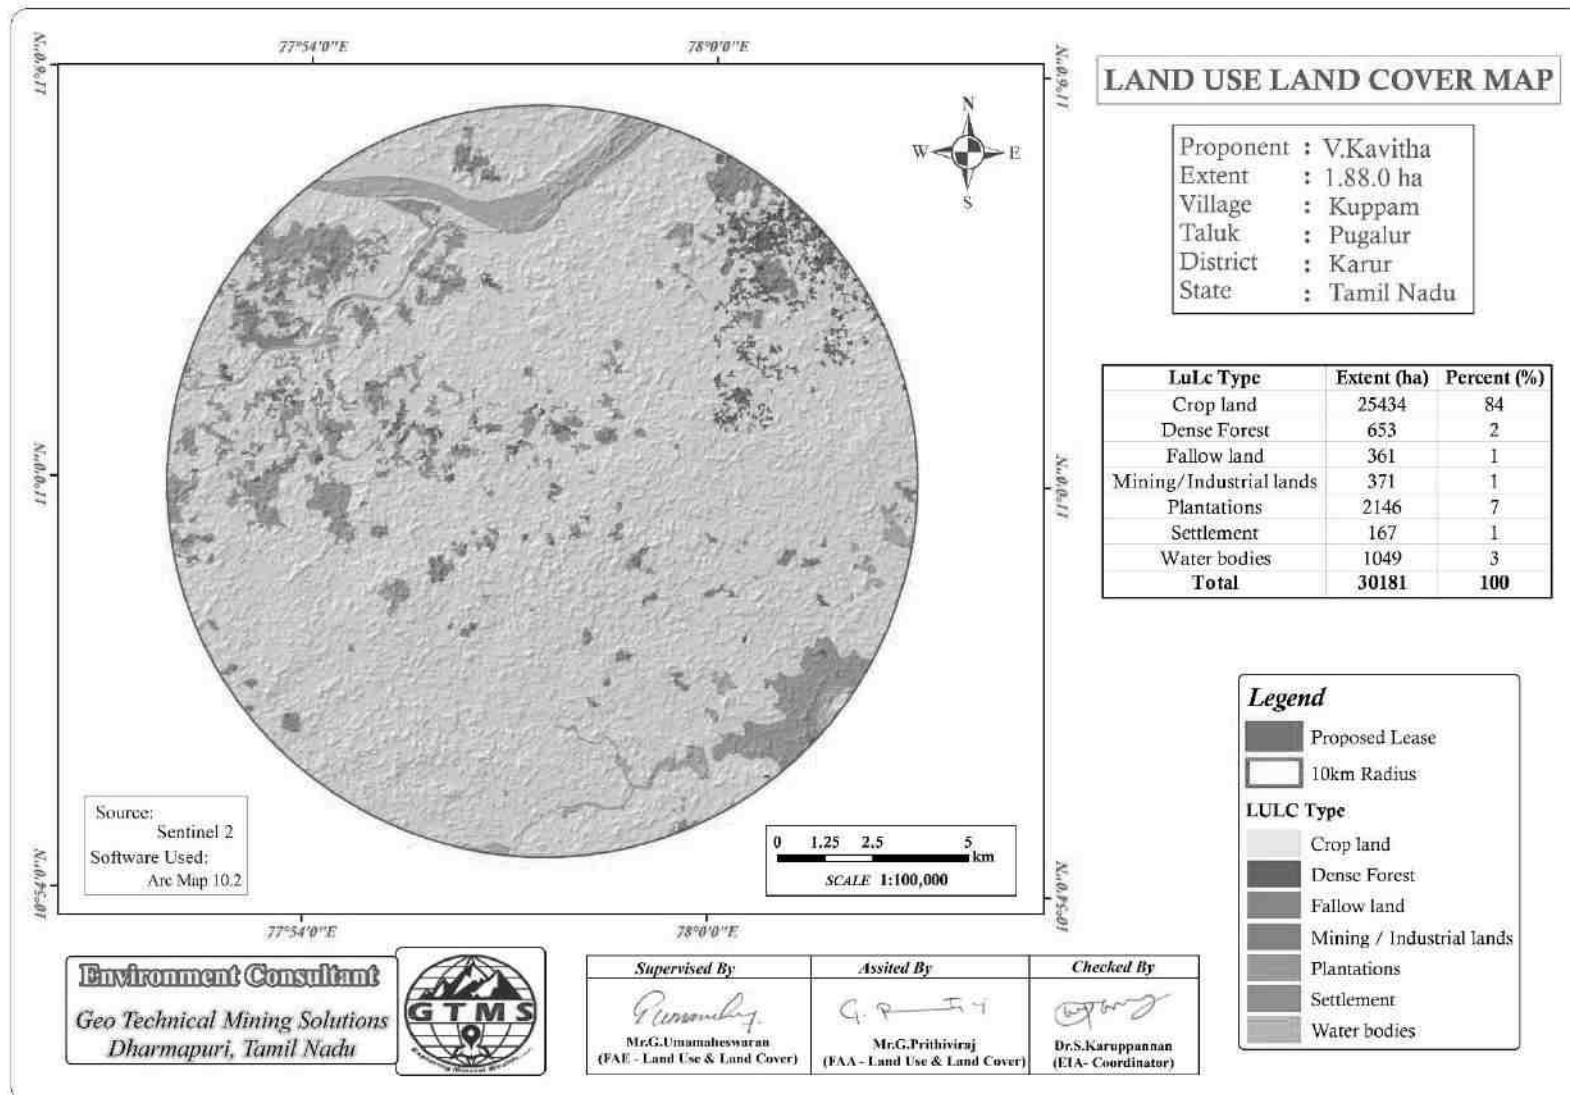 77°54'0"E
78°0'0"E
11°6'0"N
11°6'0"N
11°0'0"N
11°0'0"N
10°54'0"N
10°54'0"N
77°54'0"E
78°0'0"E
N
W
E
S
LAND USE LAND COVER MAP
Proponent : V.Kavitha
Extent : 1.88.0 ha
Village : Kuppam
Taluk : Pugalur
District : Karur
State : Tamil Nadu
LuLc Type Extent (ha) Percent (%)
Crop land 25434 84
Dense Forest 653 2
Fallow land 361 1
Mining/Industrial lands 371 1
Plantations 2146 7
Settlement 167 1
Water bodies 1049 3
Total 30181 100
Legend
Proposed Lease
10km Radius
LULC Type
Crop land
Dense Forest
Fallow land
Mining / Industrial lands
Plantations
Settlement
Water bodies
Source:
Sentinel 2
Software Used:
Arc Map 10.2
0 1.25 2.5 5
km
SCALE 1:100,000
Environment Consultant
Geo Technical Mining Solutions
Dharmapuri, Tamil Nadu
GTMS
Supervised By
Mr.G.Umamaheswaran
(FAE - Land Use & Land Cover)
Assited By
Mr.G.Prithiviraj
(FAA - Land Use & Land Cover)
Checked By
Dr.S.Karuppannan
(EIA- Coordinator)